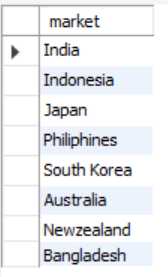 market
India
Indonesia
Japan
Philiphines
South Korea
Australia
Newzealand
Bangladesh